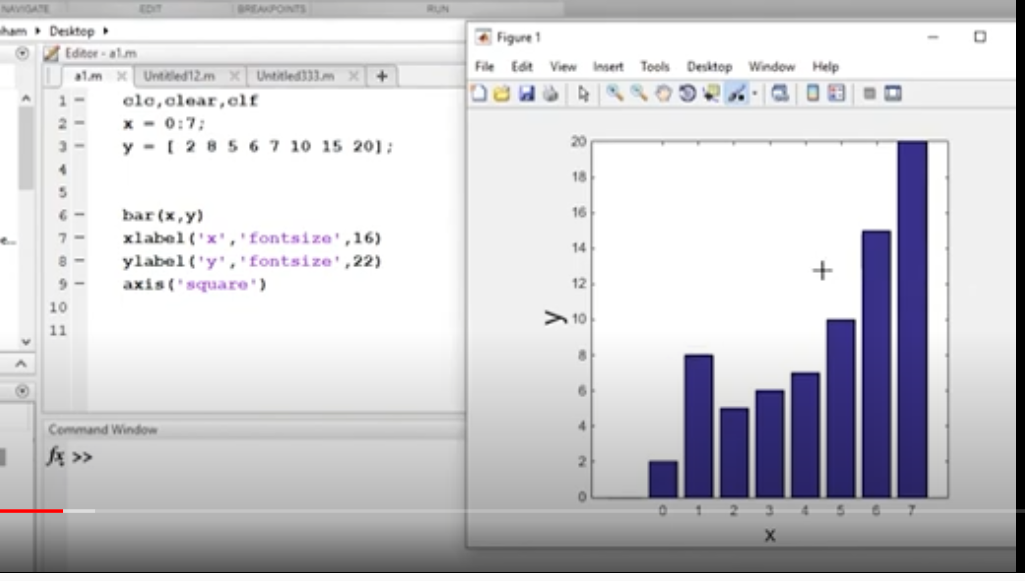 NAVIGATE EDIT BREAKPOINTS RUN
ham Desktop
Editor - a1.m
a1.m Untitled12.m Untitled333.m +
1 clc,clear,clf
2 x = 0:7;
3 y = [ 2 8 5 6 7 10 15 20];
4
5
6 bar(x,y)
7 xlabel('x','fontsize',16)
8 ylabel('y','fontsize',22)
9 axis('square')
10
11
e...
Command Window
fx >>
Figure 1
File Edit View Insert Tools Desktop Window Help
20
18
16
14
12
10
8
6
4
2
0
y
0 1 2 3 4 5 6 7
x